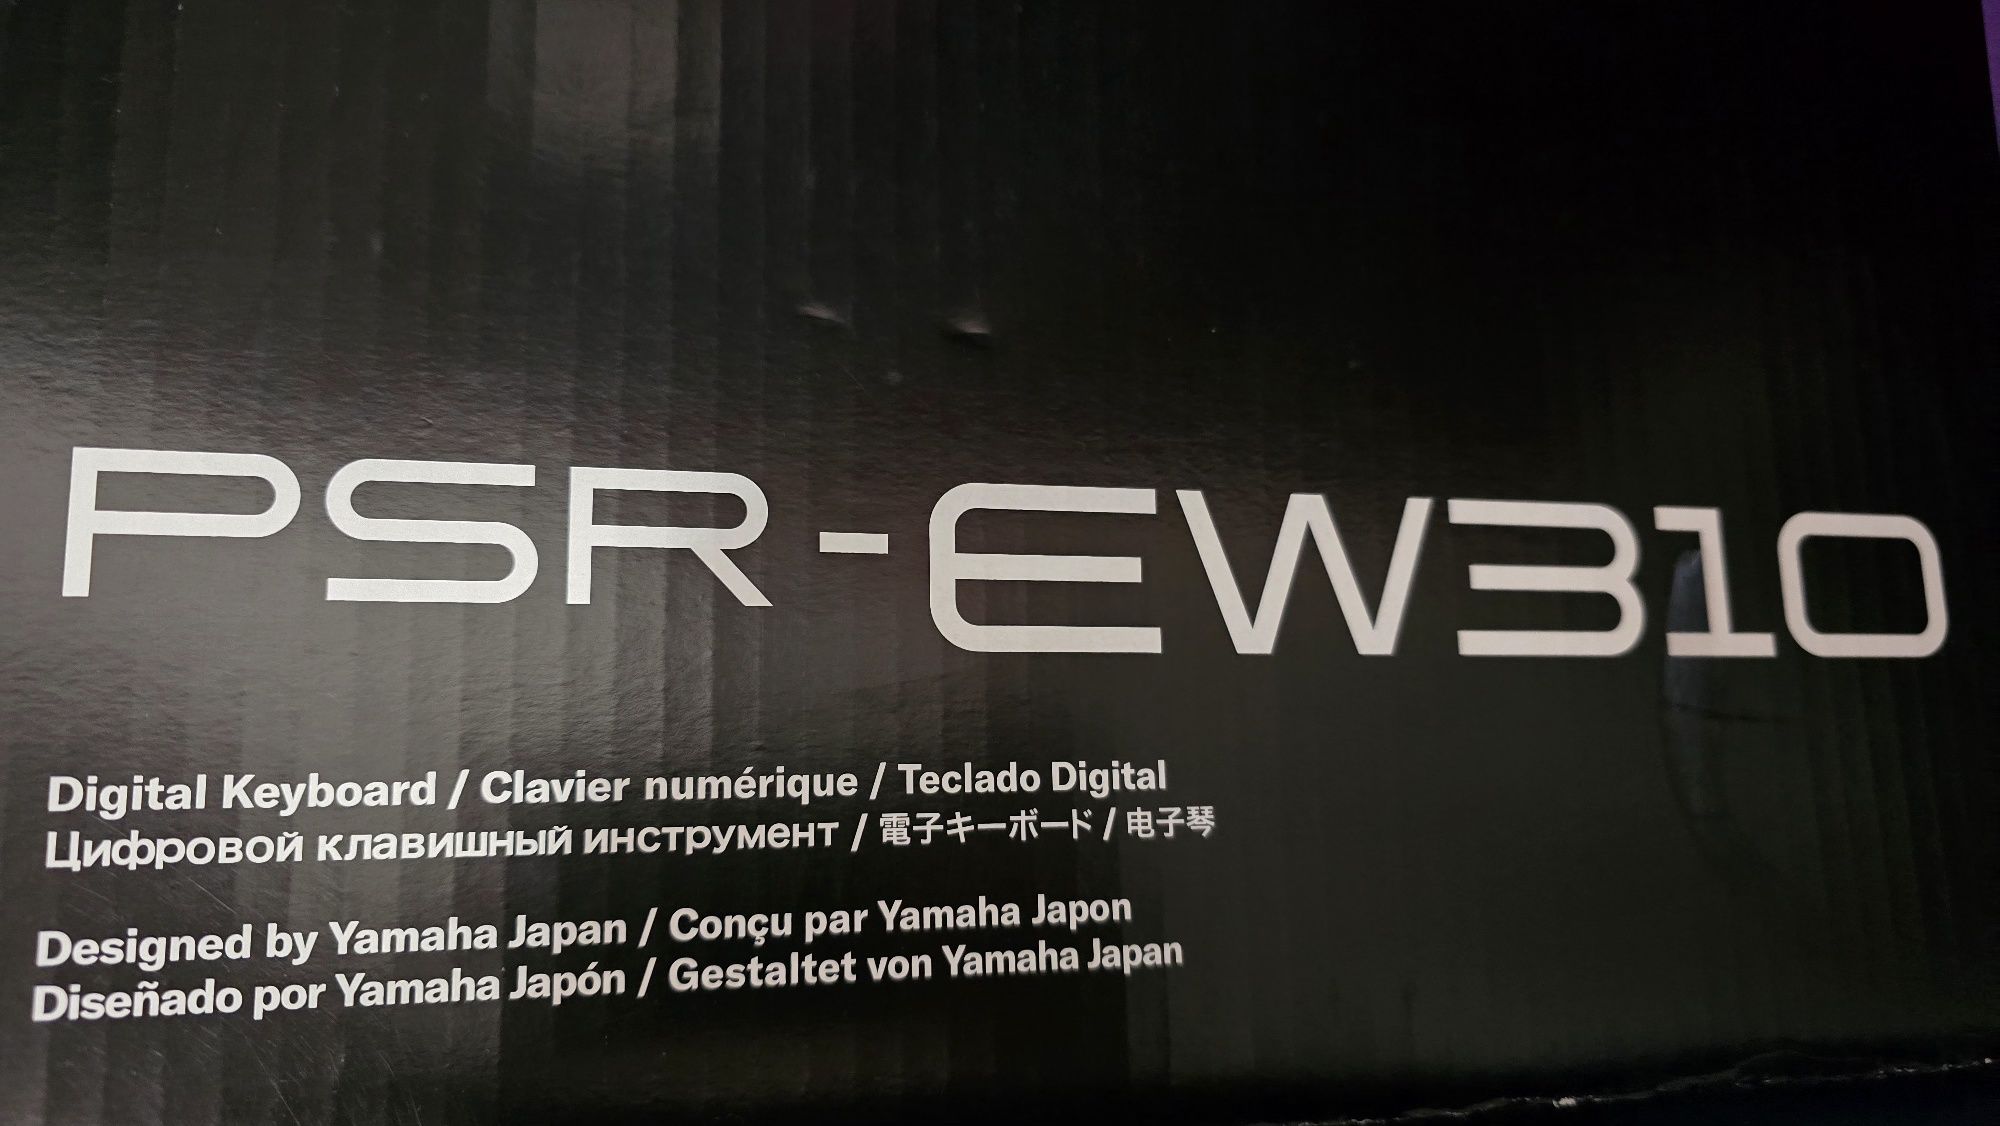 PSR-EW310
Digital Keyboard / Clavier numérique / Teclado Digital
Цифровой клавишный инструмент / 電子キーボード / 电子琴
Designed by Yamaha Japan / Conçu par Yamaha Japon
Diseñado por Yamaha Japón / Gestaltet von Yamaha Japan